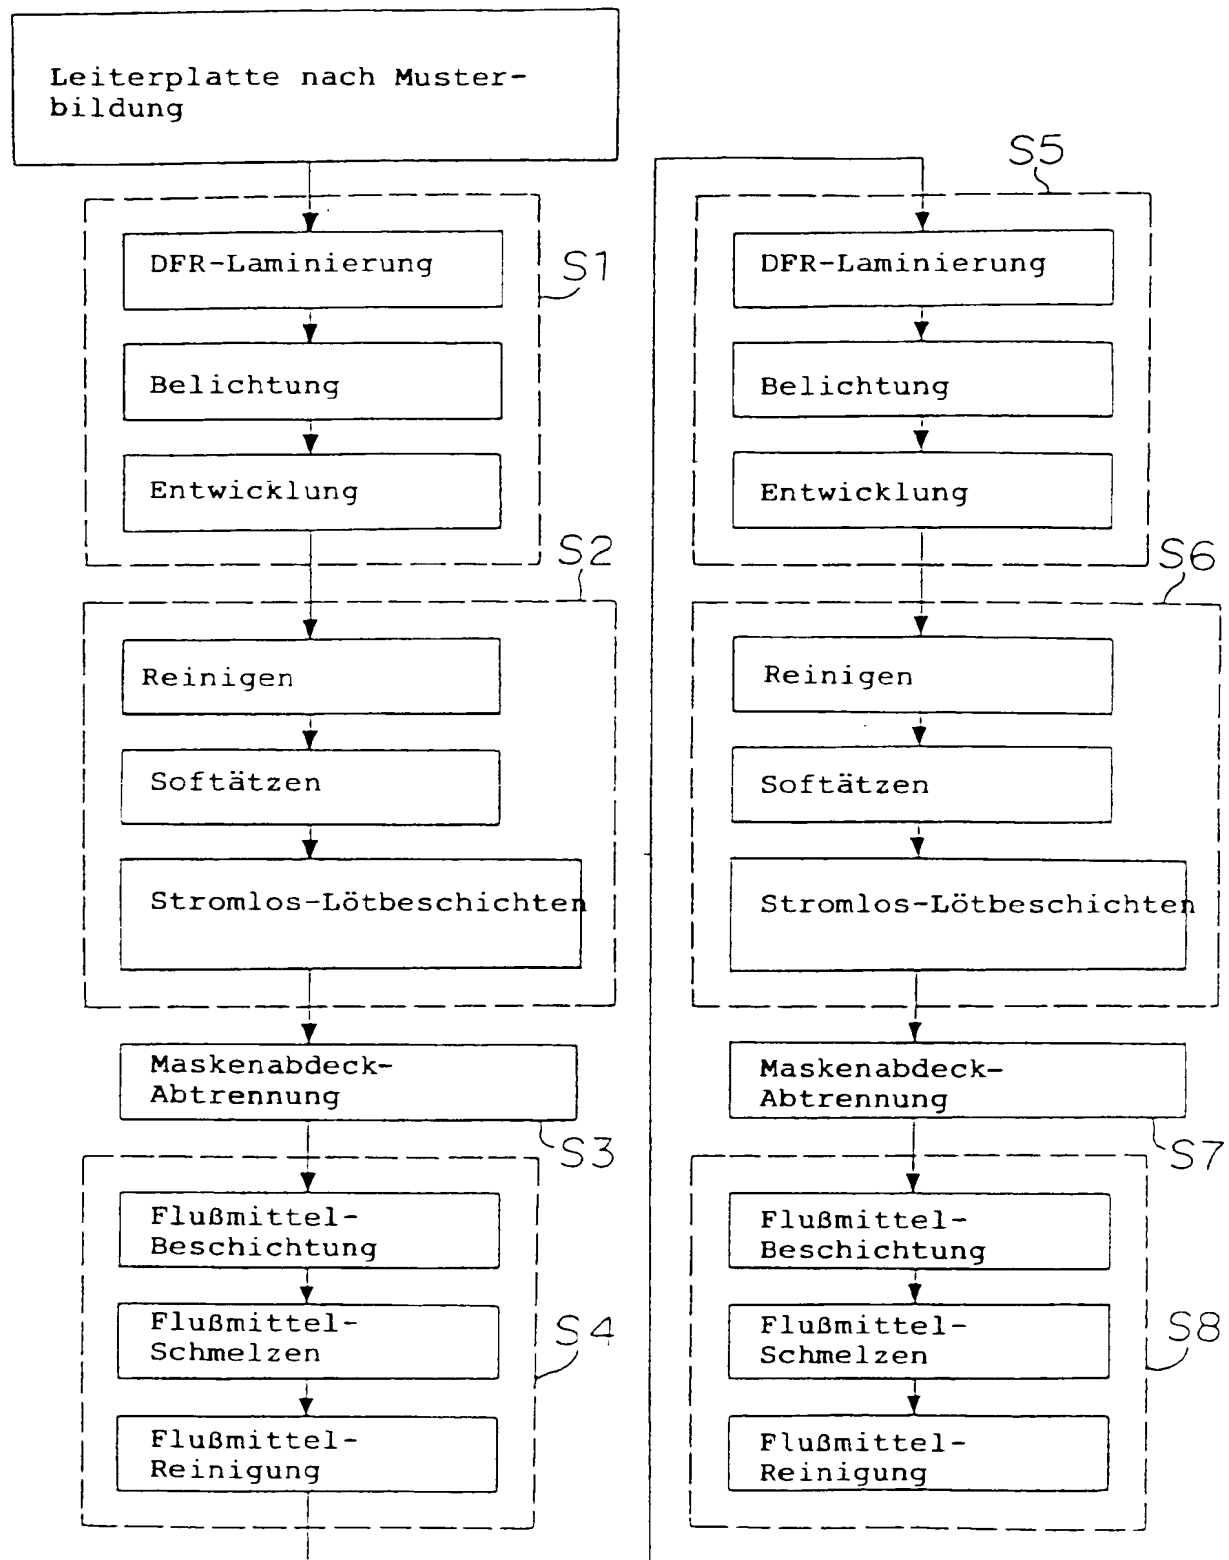 Leiterplatte nach Muster-
bildung
DFR-Laminierung
S1
Belichtung
Entwicklung
S2
Reinigen
Softätzen
Stromlos-Lötbeschichten
Maskenabdeck-
Abtrennung
S3
Flußmittel-
Beschichtung
Flußmittel-
Schmelzen
S4
Flußmittel-
Reinigung
S5
DFR-Laminierung
Belichtung
Entwicklung
S6
Reinigen
Softätzen
Stromlos-Lötbeschichten
Maskenabdeck-
Abtrennung
S7
Flußmittel-
Beschichtung
Flußmittel-
Schmelzen
S8
Flußmittel-
Reinigung